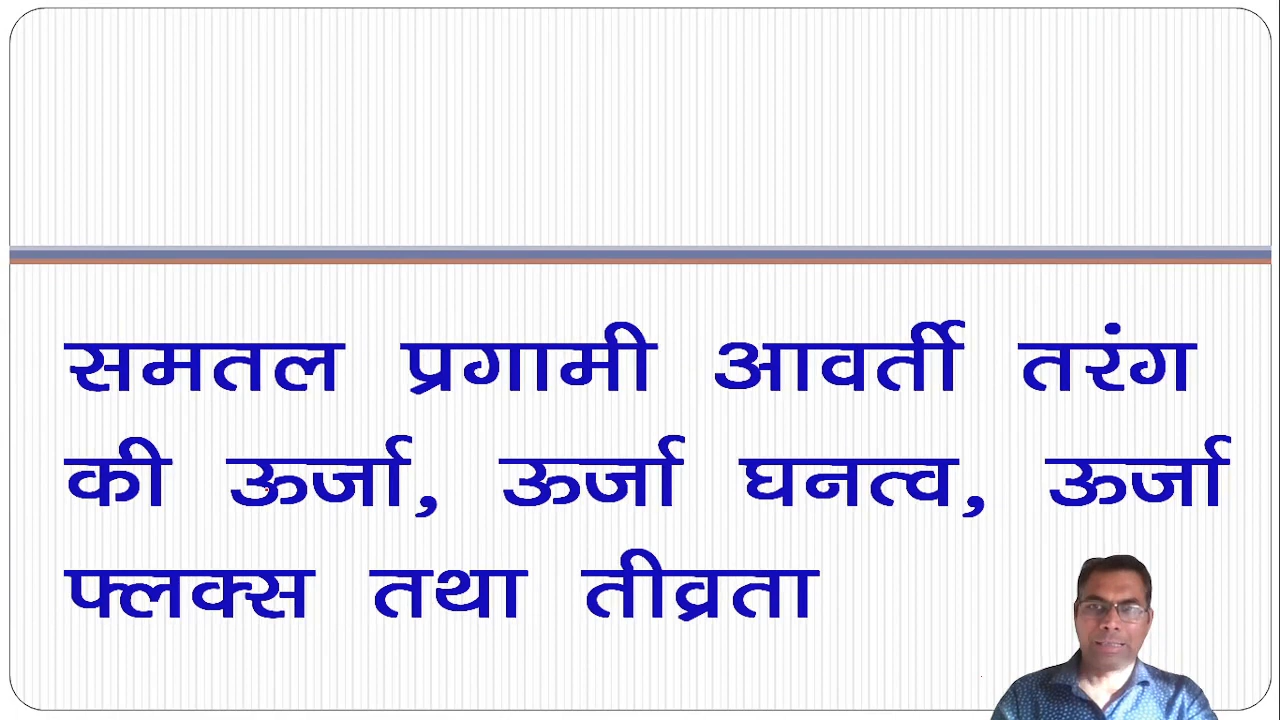 समतल प्रगामी आवर्ती तरंग
की ऊर्जा, ऊर्जा घनत्व, ऊर्जा
फ्लक्स तथा तीव्रता